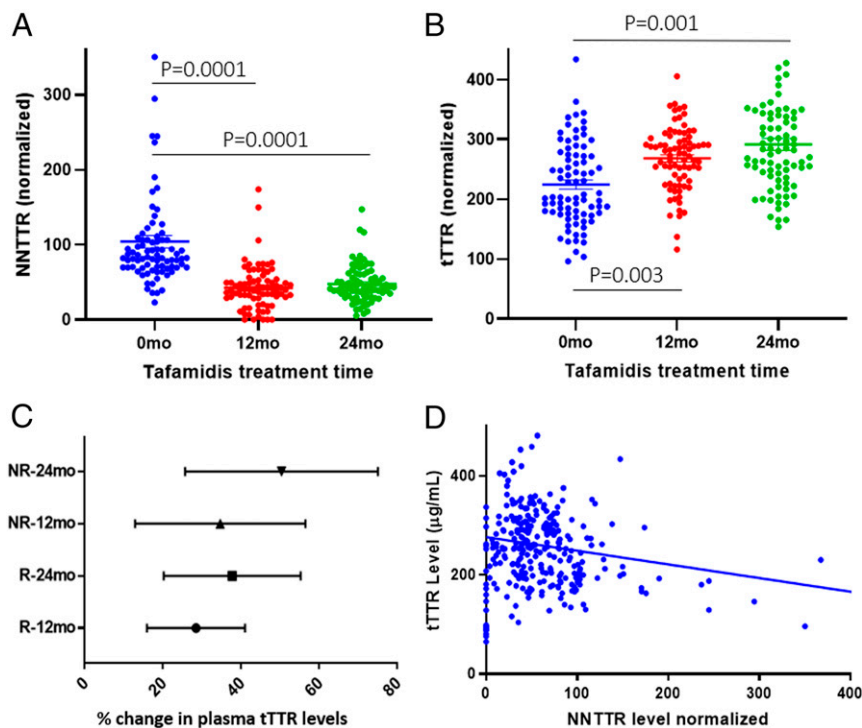 A
P=0.0001
P=0.0001
NNTTR (normalized)
300
200
100
0
0mo 12mo 24mo
Tafamidis treatment time
B
P=0.001
P=0.003
tTTR (normalized)
400
300
200
100
0
0mo 12mo 24mo
Tafamidis treatment time
C
NR-24mo
NR-12mo
R-24mo
R-12mo
0 20 40 60 80
% change in plasma tTTR levels
D
tTTR Level (µg/mL)
400
200
0
0 100 200 300 400
NNTTR level normalized